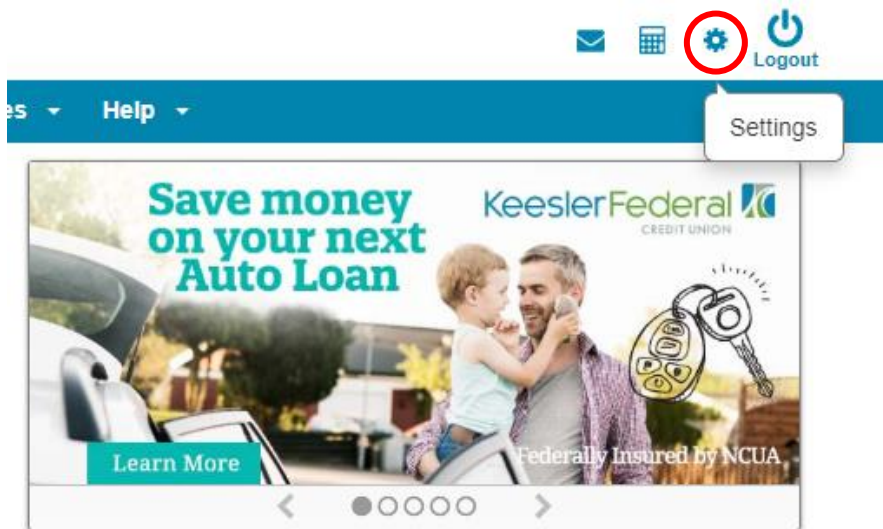 Logout
es Help
Settings
Save money
on your next
Auto Loan
KeeslerFederal
CREDIT UNION
Learn More
Federally Insured by NCUA